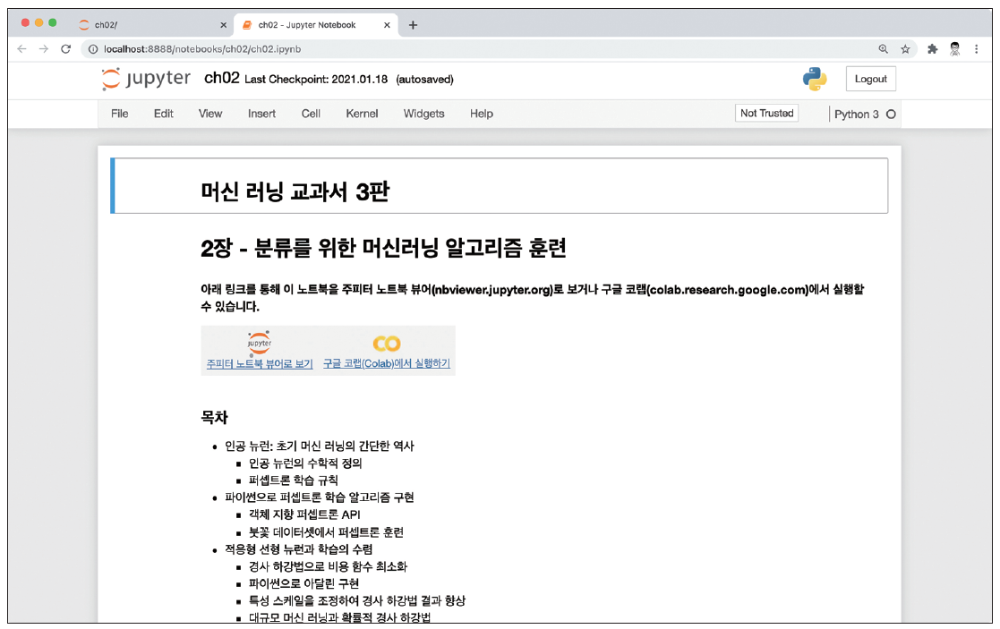 ch02/
ch02 - Jupyter Notebook
localhost:8888/notebooks/ch02/ch02.ipynb
jupyter ch02 Last Checkpoint: 2021.01.18 (autosaved)
Logout
File Edit View Insert Cell Kernel Widgets Help
Not Trusted
Python 3
머신 러닝 교과서 3판
2장 - 분류를 위한 머신러닝 알고리즘 훈련
아래 링크를 통해 이 노트북을 주피터 노트북 뷰어(nbviewer.jupyter.org)로 보거나 구글 코랩(colab.research.google.com)에서 실행할
수 있습니다.
jupyter
주피터 노트북 뷰어로 보기
CO
구글 코랩(Colab)에서 실행하기
목차
• 인공 뉴런: 초기 머신 러닝의 간단한 역사
▪ 인공 뉴런의 수학적 정의
▪ 퍼셉트론 학습 규칙
• 파이썬으로 퍼셉트론 학습 알고리즘 구현
▪ 객체 지향 퍼셉트론 API
▪ 붓꽃 데이터셋에서 퍼셉트론 훈련
• 적응형 선형 뉴런과 학습의 수렴
▪ 경사 하강법으로 비용 함수 최소화
▪ 파이썬으로 아달린 구현
▪ 특성 스케일을 조정하여 경사 하강법 결과 향상
▪ 대규모 머신 러닝과 확률적 경사 하강법